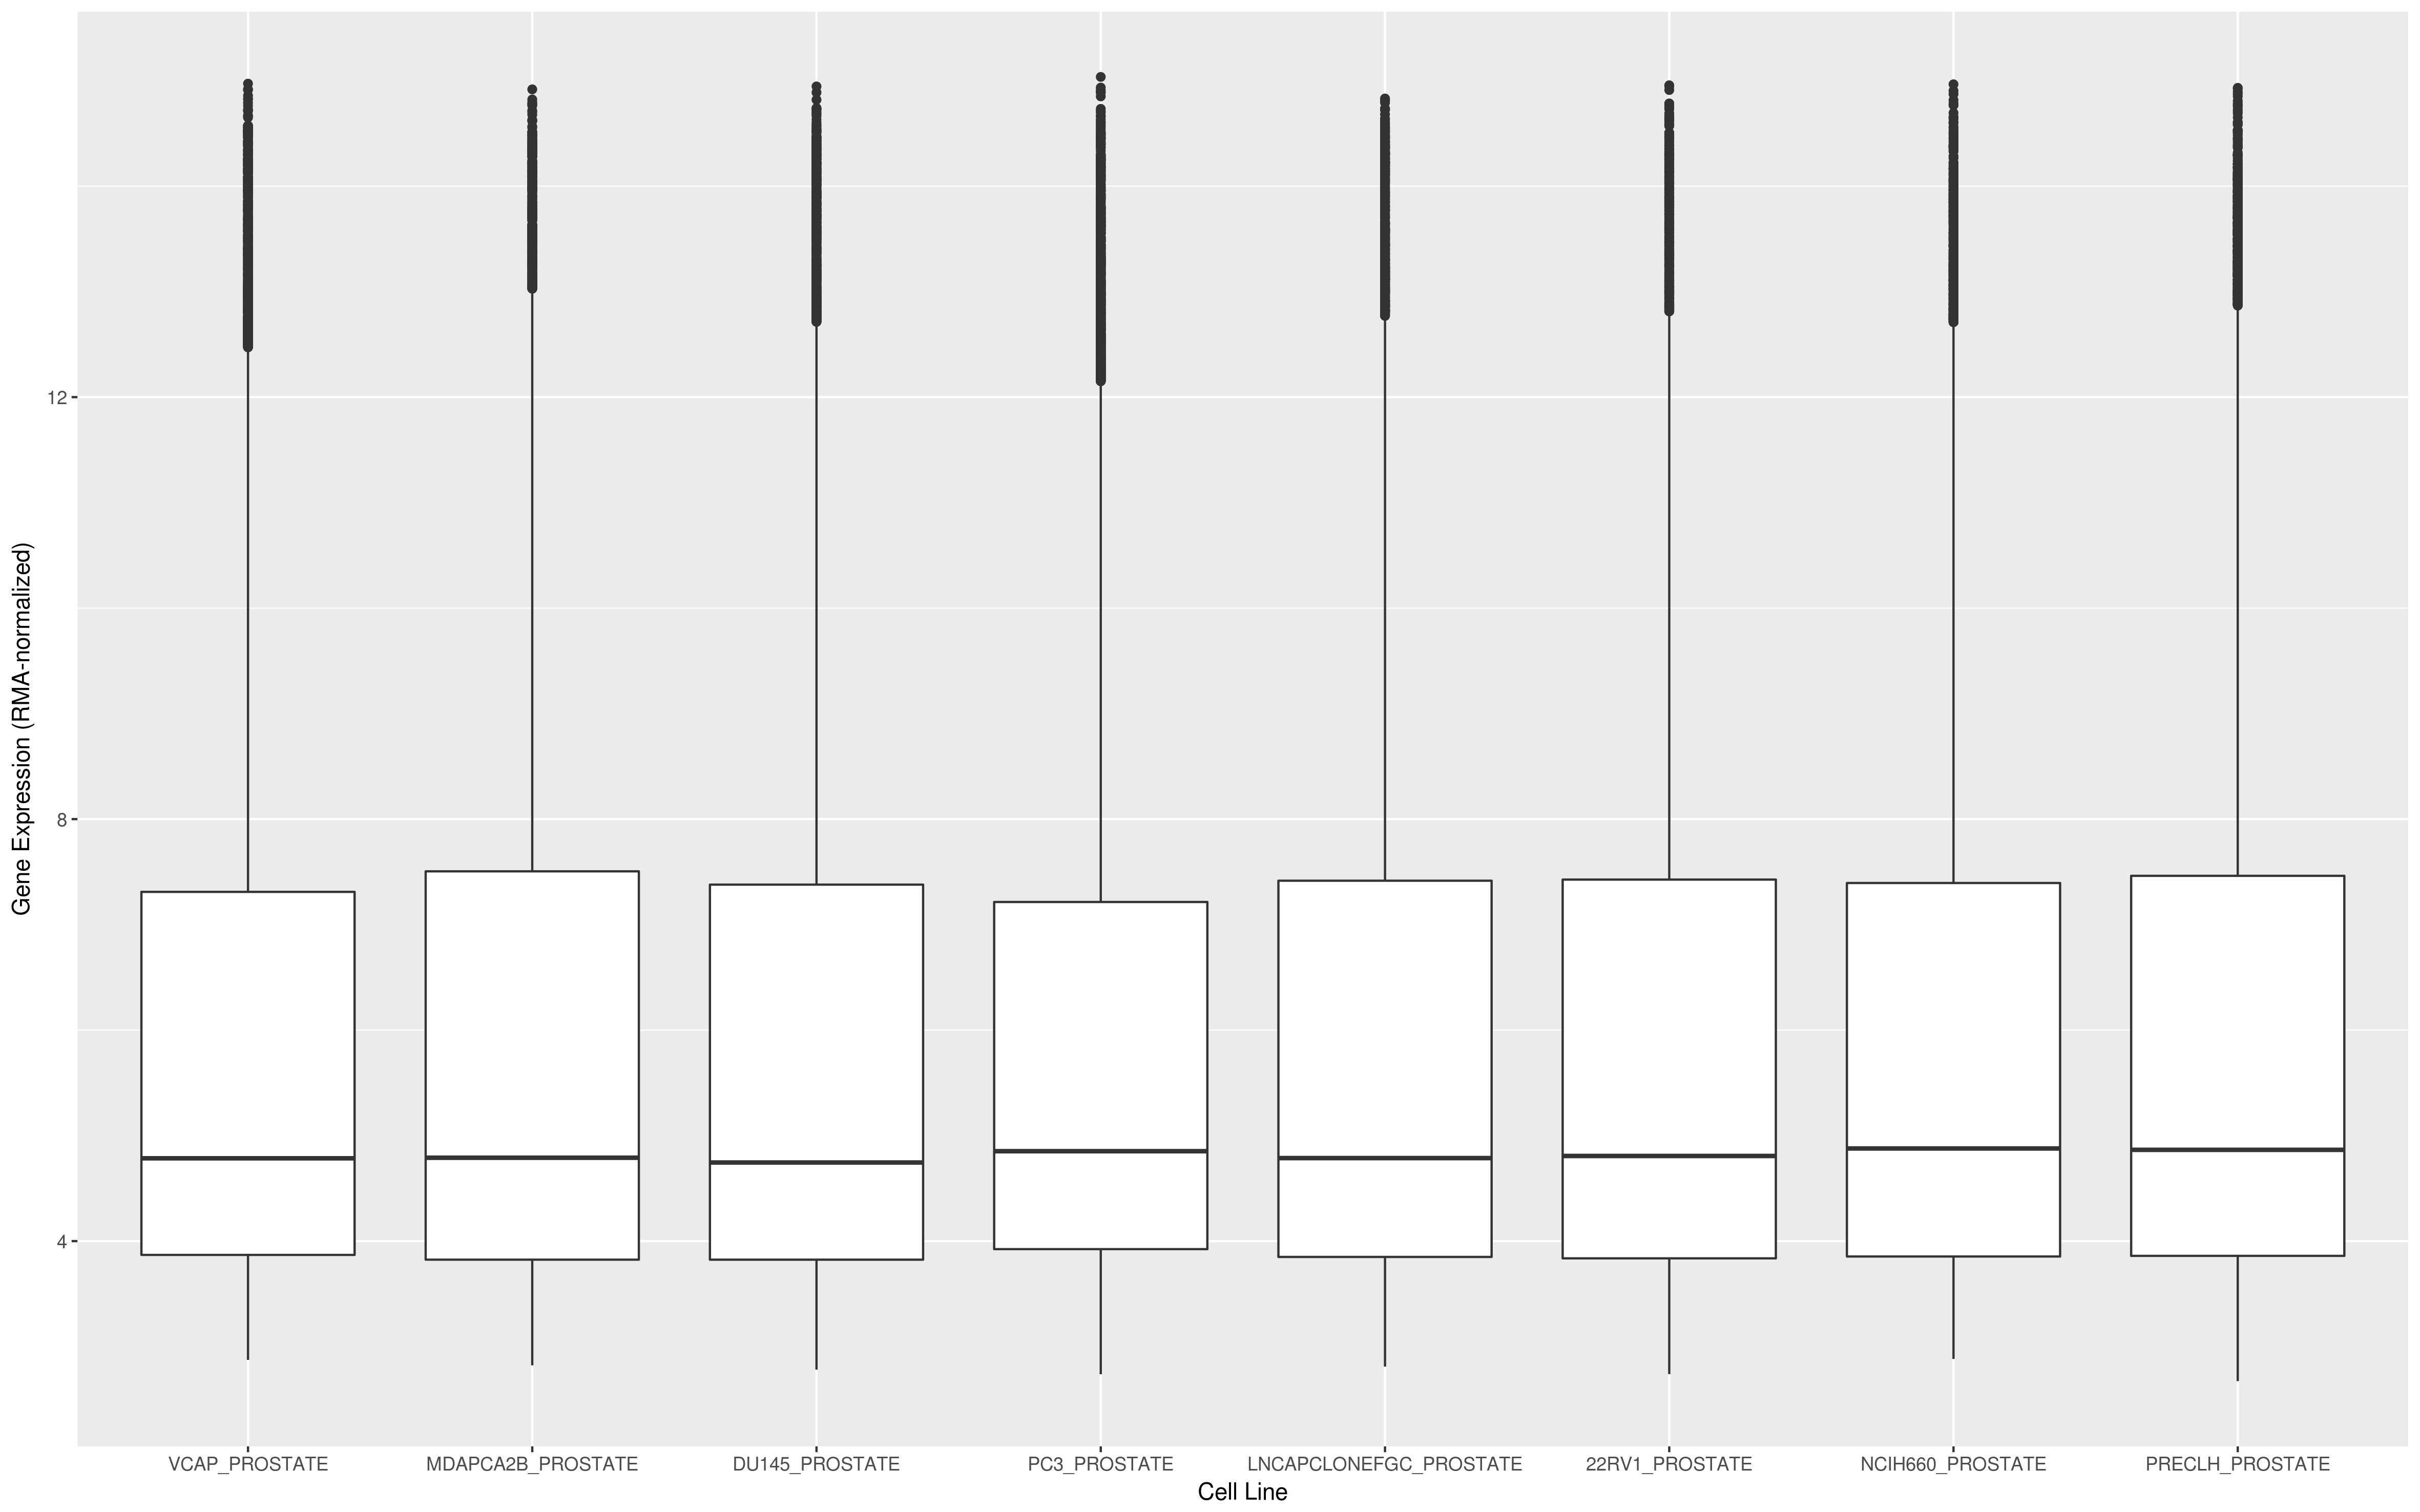 Gene Expression (RMA-normalized)
12
8
4
VCAP_PROSTATE
MDAPCA2B_PROSTATE
DU145_PROSTATE
PC3_PROSTATE
LNCAPCLONEFGC_PROSTATE
22RV1_PROSTATE
NCIH660_PROSTATE
PRECLH_PROSTATE
Cell Line